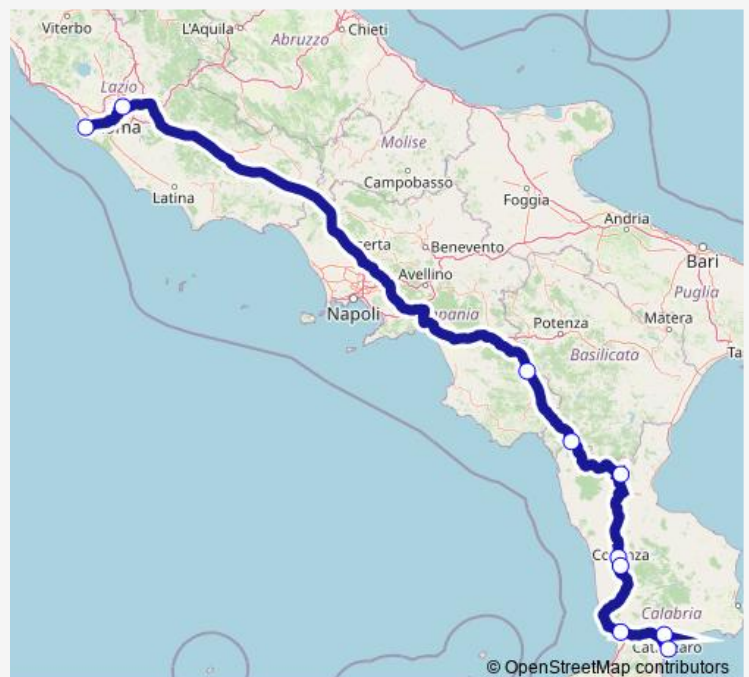 Viterbo
L'Aquila
Chieti
Abruzzo
Lazio
Roma
Molise
Latina
Campobasso
Foggia
Andria
Bari
Benevento
Avellino
Napoli
Puglia
Potenza
Matera
Basilicata
Calabria
© OpenStreetMap contributors